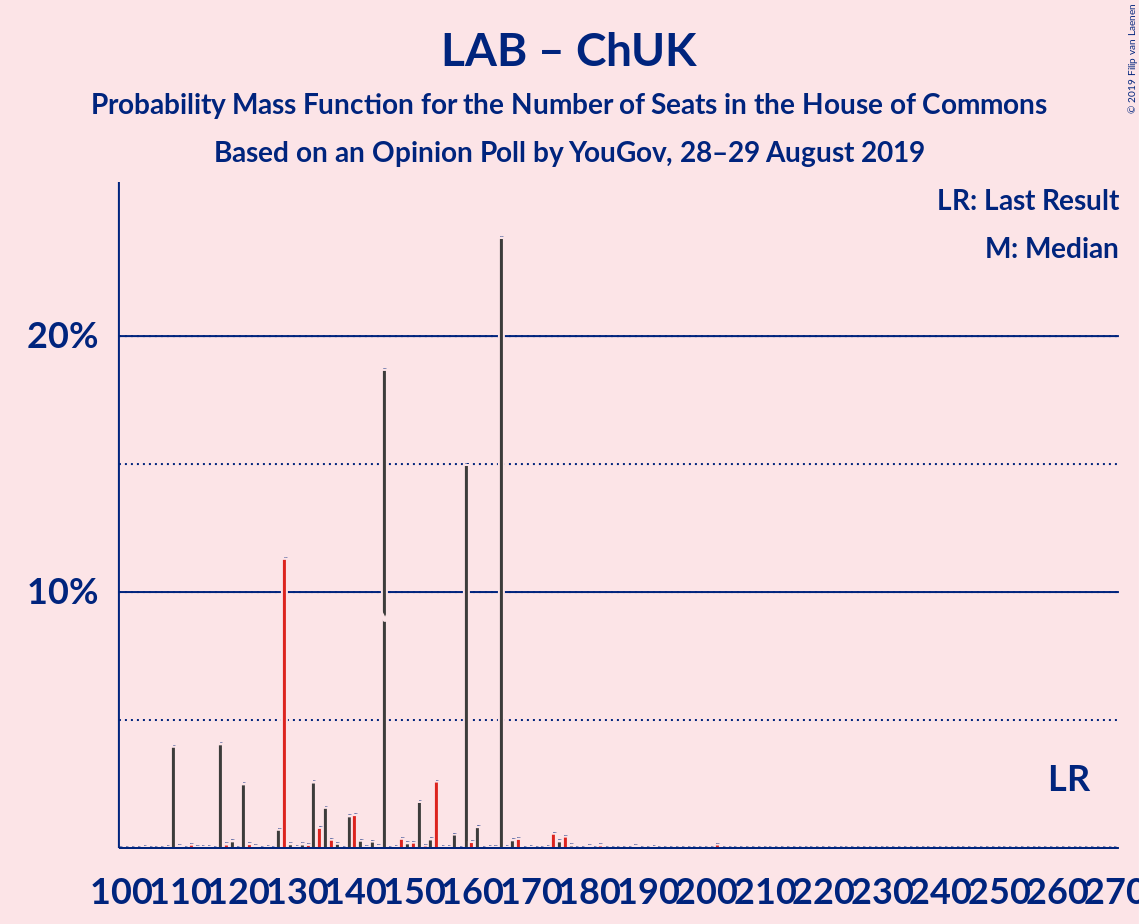 LAB – ChUK
Probability Mass Function for the Number of Seats in the House of Commons
Based on an Opinion Poll by YouGov, 28–29 August 2019
© 2019 Filip van Laenen
LR: Last Result
M: Median
20%
10%
LR
100 110 120 130 140 150 160 170 180 190 200 210 220 230 240 250 260 270